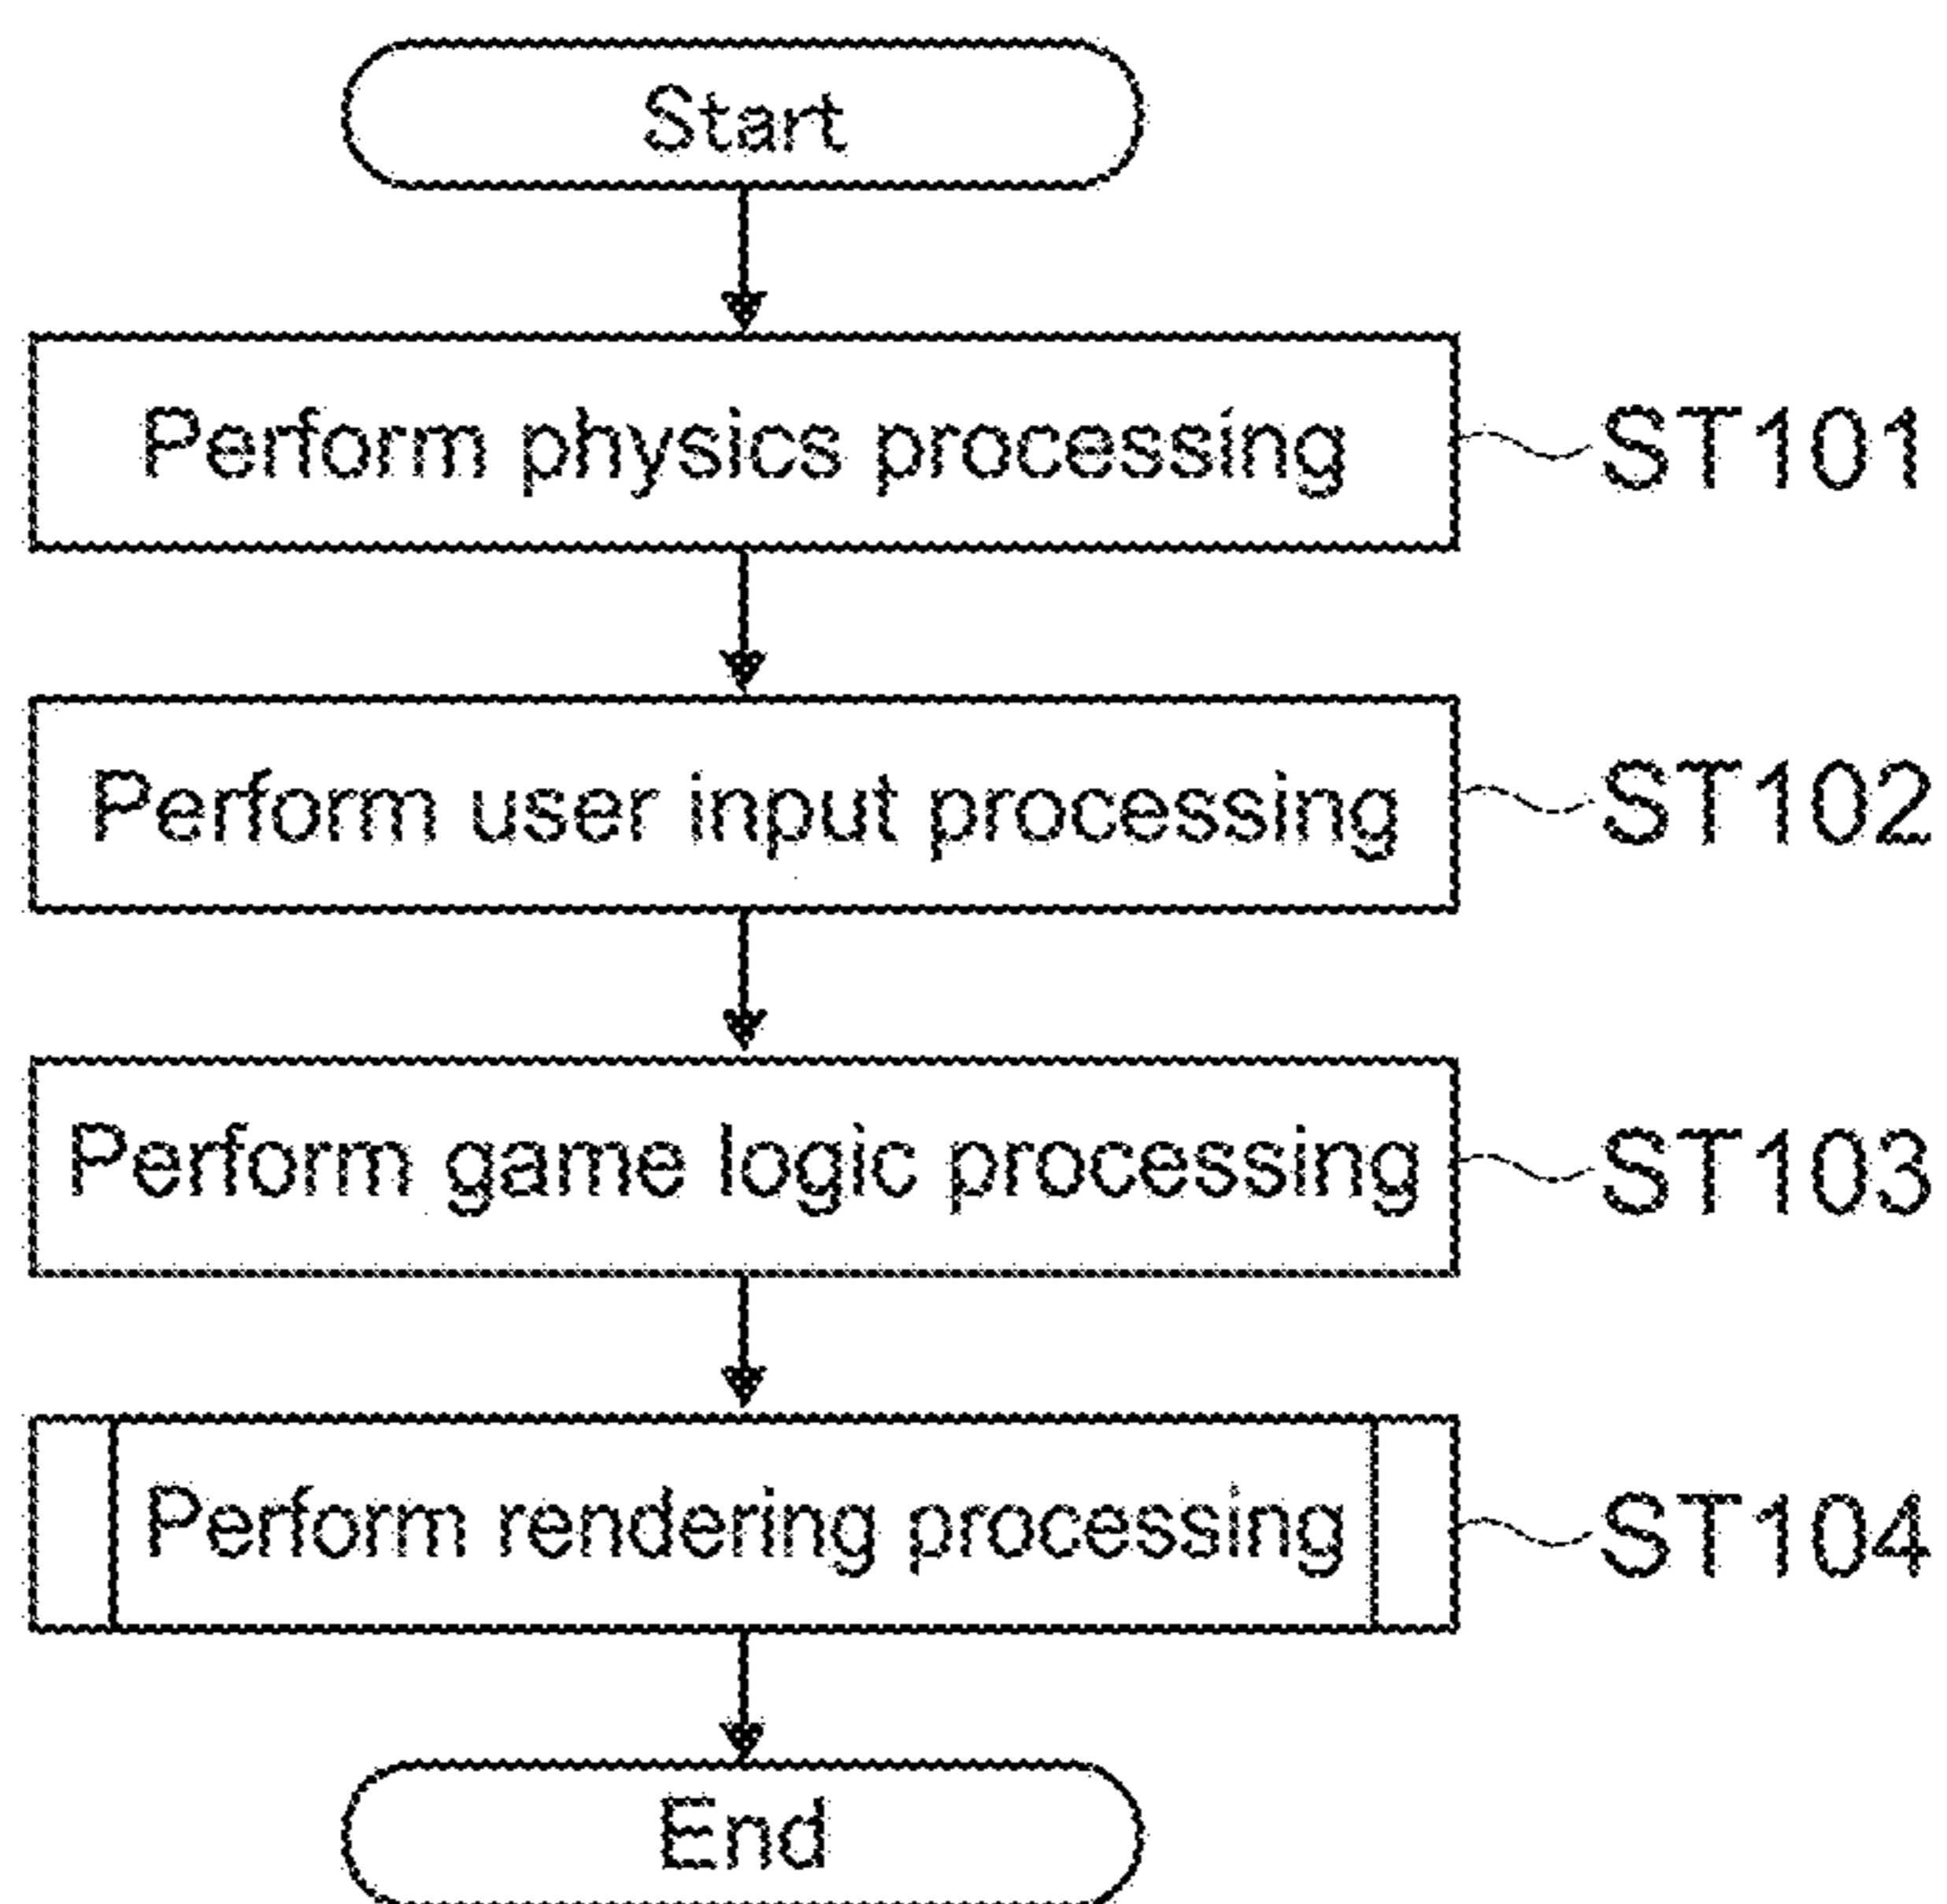 Start
Perform physics processing
ST101
Perform user input processing
ST102
Perform game logic processing
ST103
Perform rendering processing
ST104
End